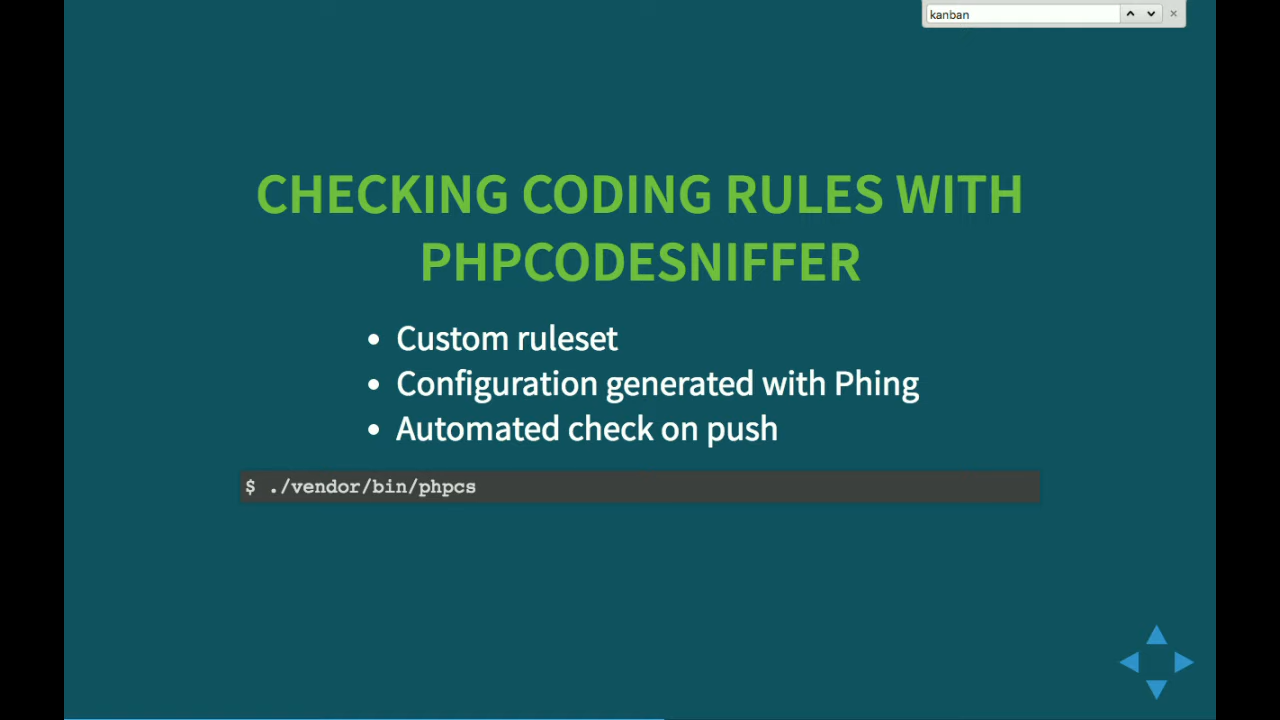 kanban
CHECKING CODING RULES WITH
PHPCODESNIFFER
• Custom ruleset
• Configuration generated with Phing
• Automated check on push
$ ./vendor/bin/phpcs